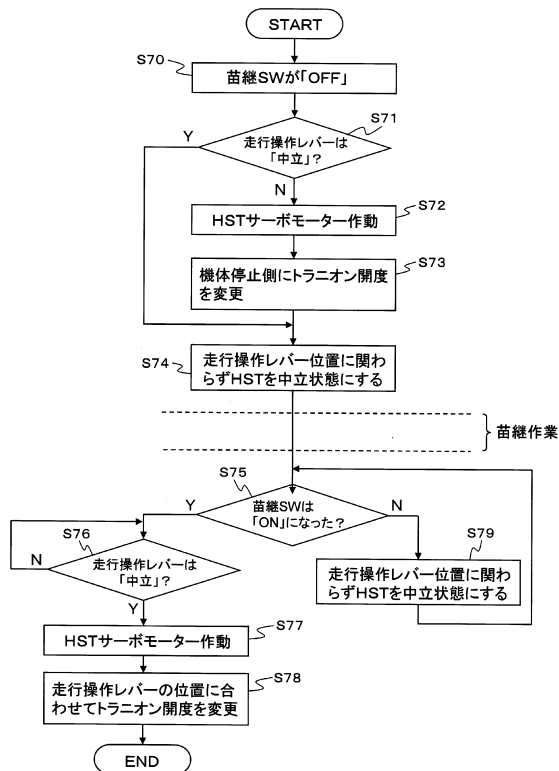 START
S70
苗継SWが「OFF」
S71
走行操作レバーは
「中立」?
Y
N
S72
HSTサーボモーター作動
S73
機体停止側にトラニオン開度
を変更
S74
走行操作レバー位置に関わ
らずHSTを中立状態にする
苗継作業
S75
苗継SWは
「ON」になった?
Y
N
S76
走行操作レバーは
「中立」?
N
Y
S79
走行操作レバー位置に関わ
らずHSTを中立状態にする
S77
HSTサーボモーター作動
S78
走行操作レバーの位置に合
わせてトラニオン開度を変更
END